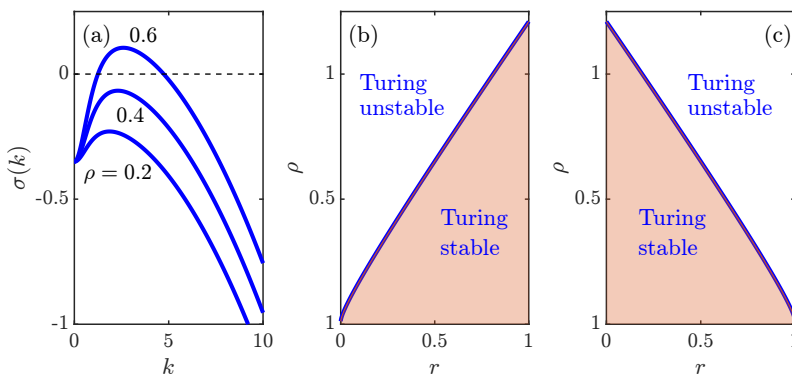 (a)
0.6
0.4
ρ = 0.2
0
-0.5
-1
σ(k)
0
5
10
k
(b)
Turing
unstable
Turing
stable
1
0.5
1
ρ
0
0.5
1
r
(c)
Turing
unstable
Turing
stable
1
0.5
1
ρ
0
0.5
1
r